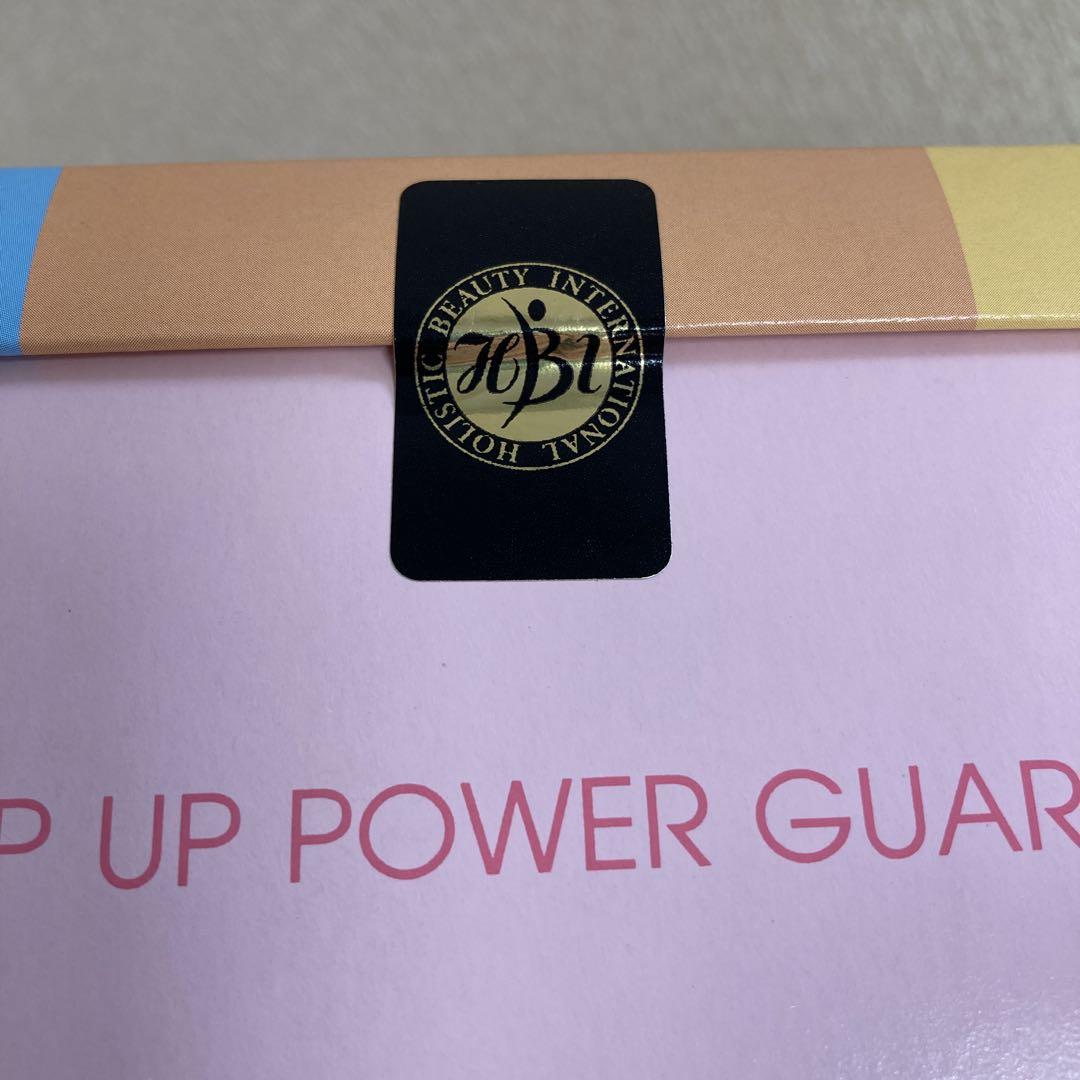 HOLISTIC BEAUTY INTERNATIONAL
HBI
P UP POWER GUAR